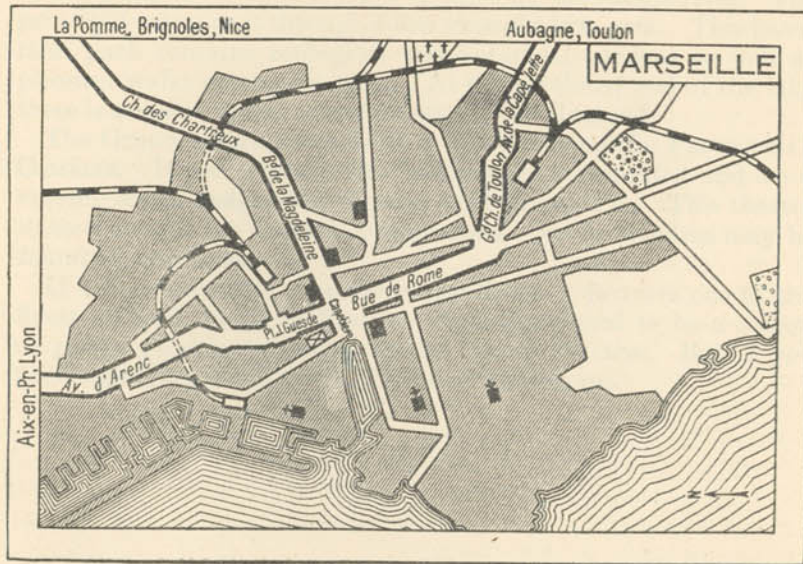 La Pomme, Brignoles, Nice
Aubagne, Toulon
MARSEILLE
Ch. des Chartreux
Bd de la Magdeleine
Gd Ch. de Toulon
Av. de la Capelette
Rue de Rome
Pl. J. Guesde
Av. d'Arenc
Aix-en-Pr., Lyon
N